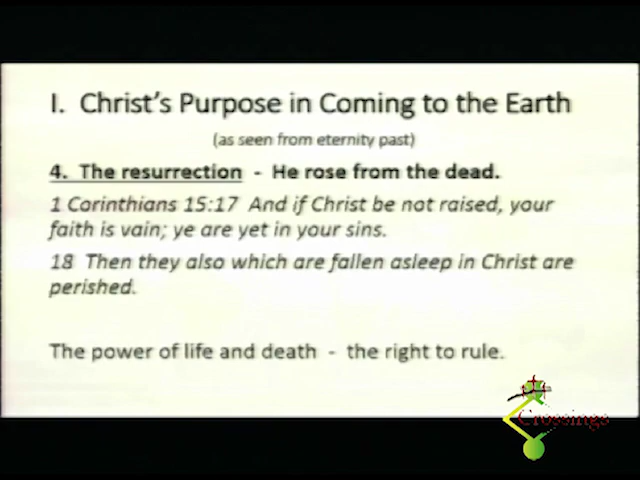 I. Christ's Purpose in Coming to the Earth
(as seen from eternity past)
4. The resurrection - He rose from the dead.
1 Corinthians 15:17 And if Christ be not raised, your
faith is vain; ye are yet in your sins.
18 Then they also which are fallen asleep in Christ are
perished.
The power of life and death - the right to rule.
Crossings